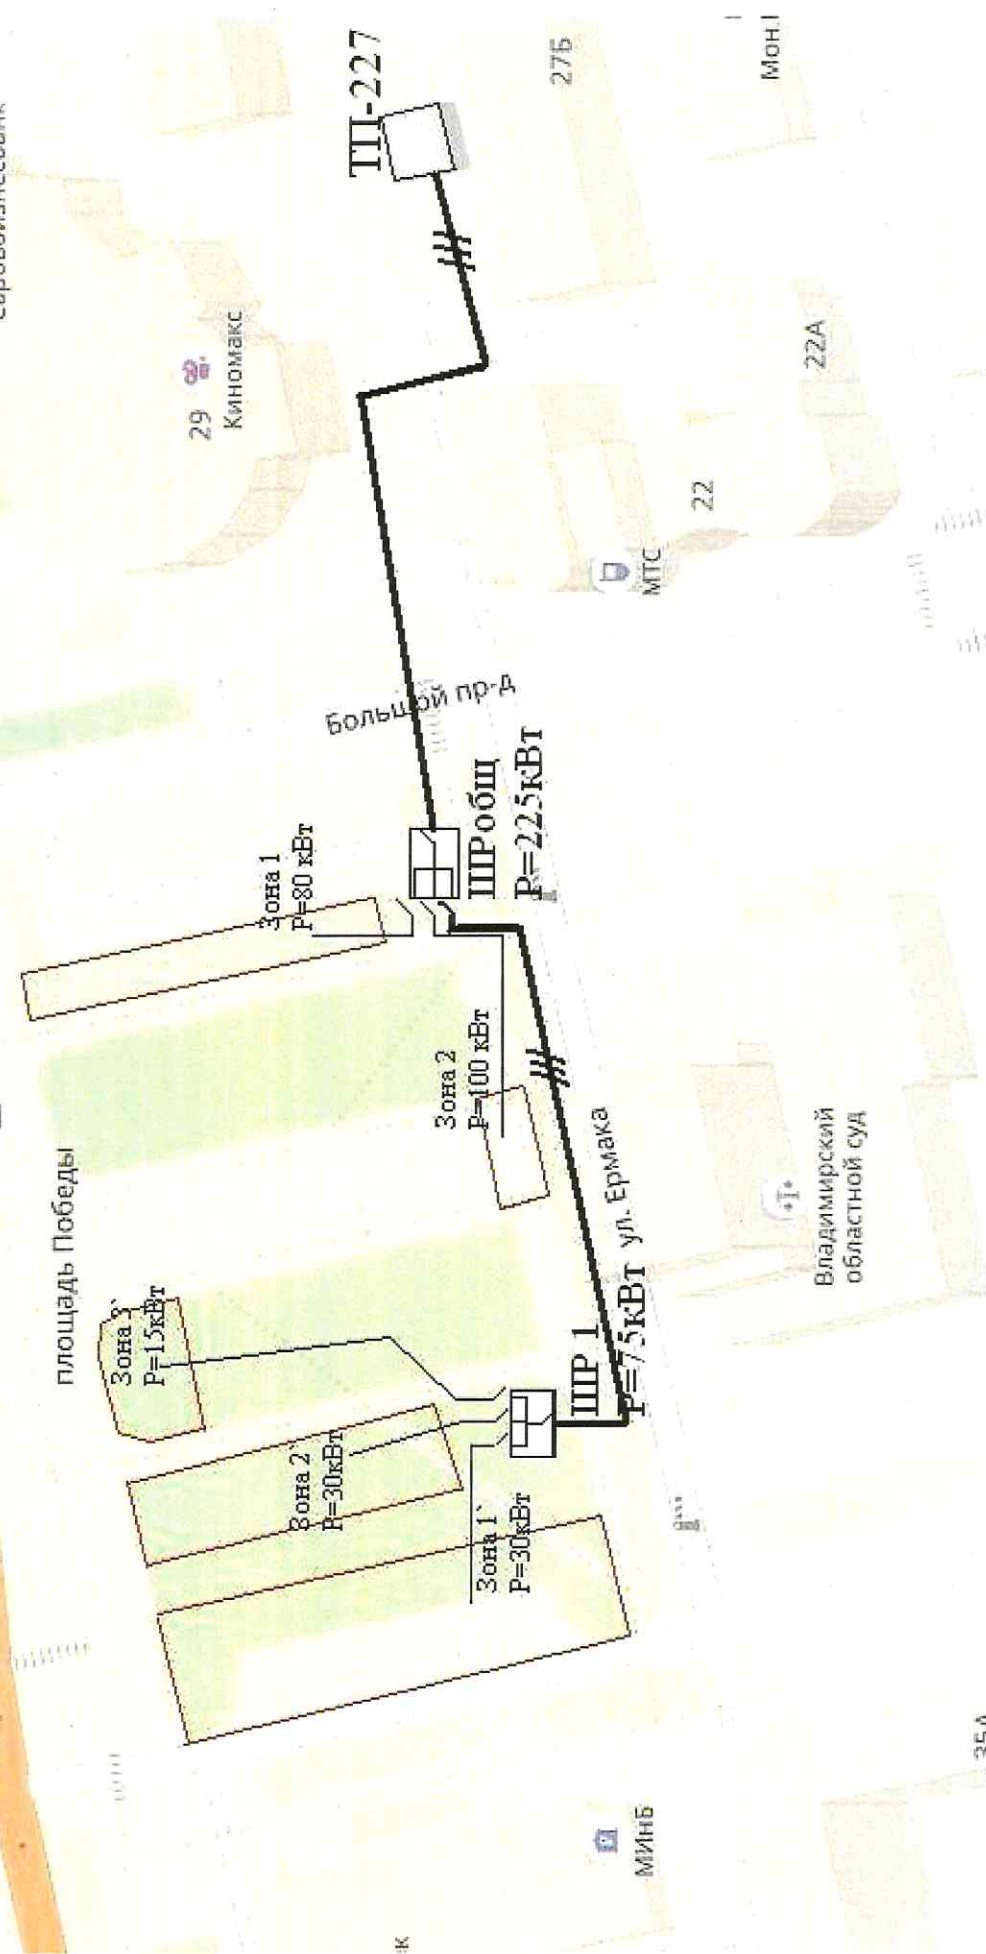 площадь Победы
29
Киномакс
ТП-227
27Б
Мон.
22А
22
МТС
Большой пр-д
Зона 1
Р=80 кВт
ШРобщ
Р=225кВт
Зона 2
Р=100 кВт
ул. Ермака
Владимирский
областной суд
Зона 3`
Р=15кВт
Зона 2`
Р=30кВт
Зона 1`
Р=30кВт
ШР 1
Р=75кВт
МИнБ
к
35А